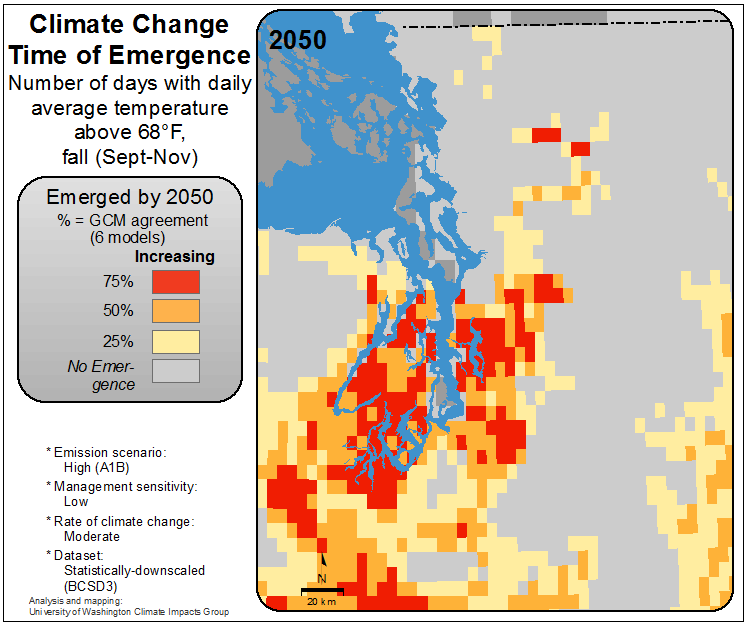 Climate Change
Time of Emergence
Number of days with daily
average temperature
above 68°F,
fall (Sept-Nov)
Emerged by 2050
% = GCM agreement
(6 models)
Increasing
75%
50%
25%
No Emer-
gence
* Emission scenario:
High (A1B)
* Management sensitivity:
Low
* Rate of climate change:
Moderate
* Dataset:
Statistically-downscaled
(BCSD3)
Analysis and mapping:
University of Washington Climate Impacts Group
2050
N
20 km